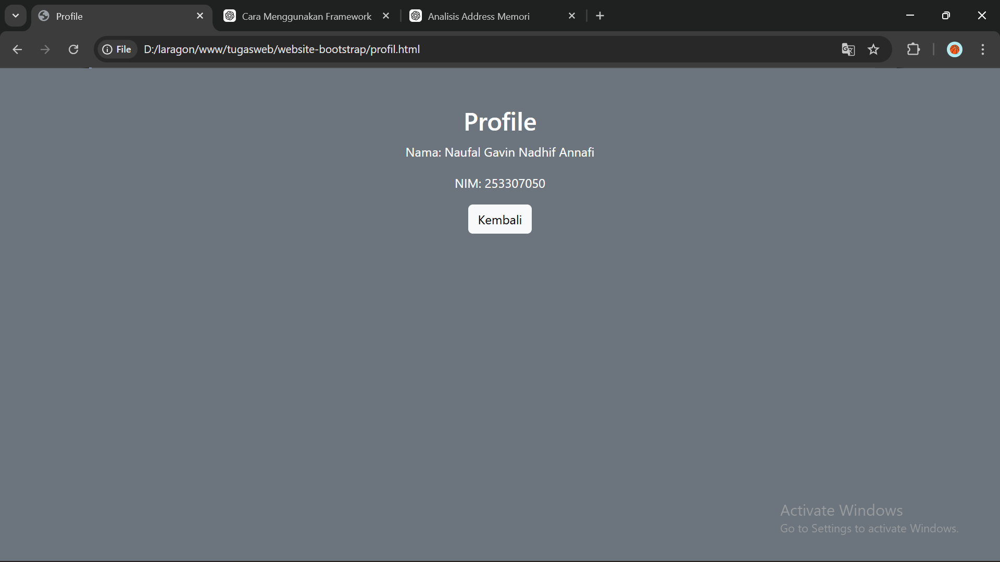 Profile
Cara Menggunakan Framework
Analisis Address Memori
File
D:/laragon/www/tugasweb/website-bootstrap/profil.html
Profile
Nama: Naufal Gavin Nadhif Annafi
NIM: 253307050
Kembali
Activate Windows
Go to Settings to activate Windows.